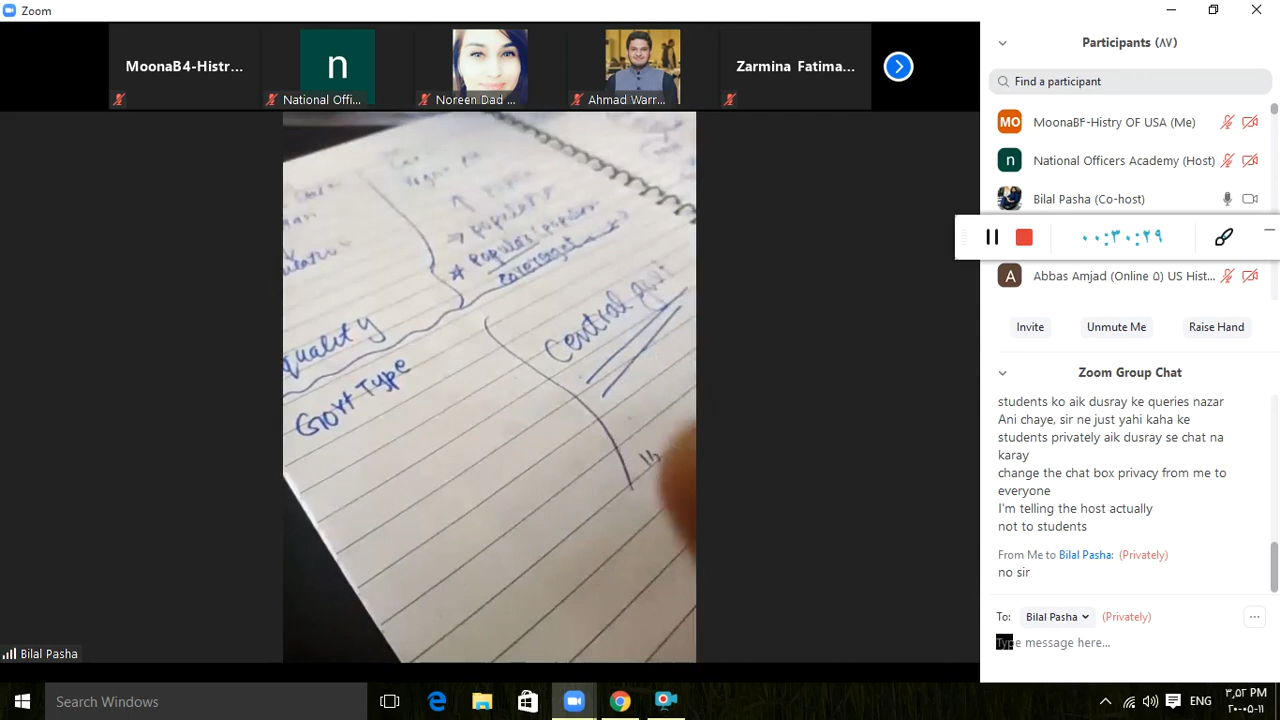 Zoom
MoonaB4-Histr...
n
National Offi...
Noreen Dad ...
Ahmad Warr...
Zarmina Fatima...
popular
* popular
quality
Govt Type
Central govt
Bilal Pasha
Participants (٨٧)
Find a participant
MO MoonaB۴-Histry OF USA (Me)
n National Officers Academy (Host)
Bilal Pasha (Co-host)
٠٠:٣٠:٢٩
A Abbas Amjad (Online ۵) US Hist...
Invite Unmute Me Raise Hand
Zoom Group Chat
students ko aik dusray ke queries nazar
Ani chaye, sir ne just yahi kaha ke
students privately aik dusray se chat na
karay
change the chat box privacy from me to
everyone
I'm telling the host actually
not to students
From Me to Bilal Pasha: (Privately)
no sir
To: Bilal Pasha (Privately) ...
Type message here...
Search Windows
ENG